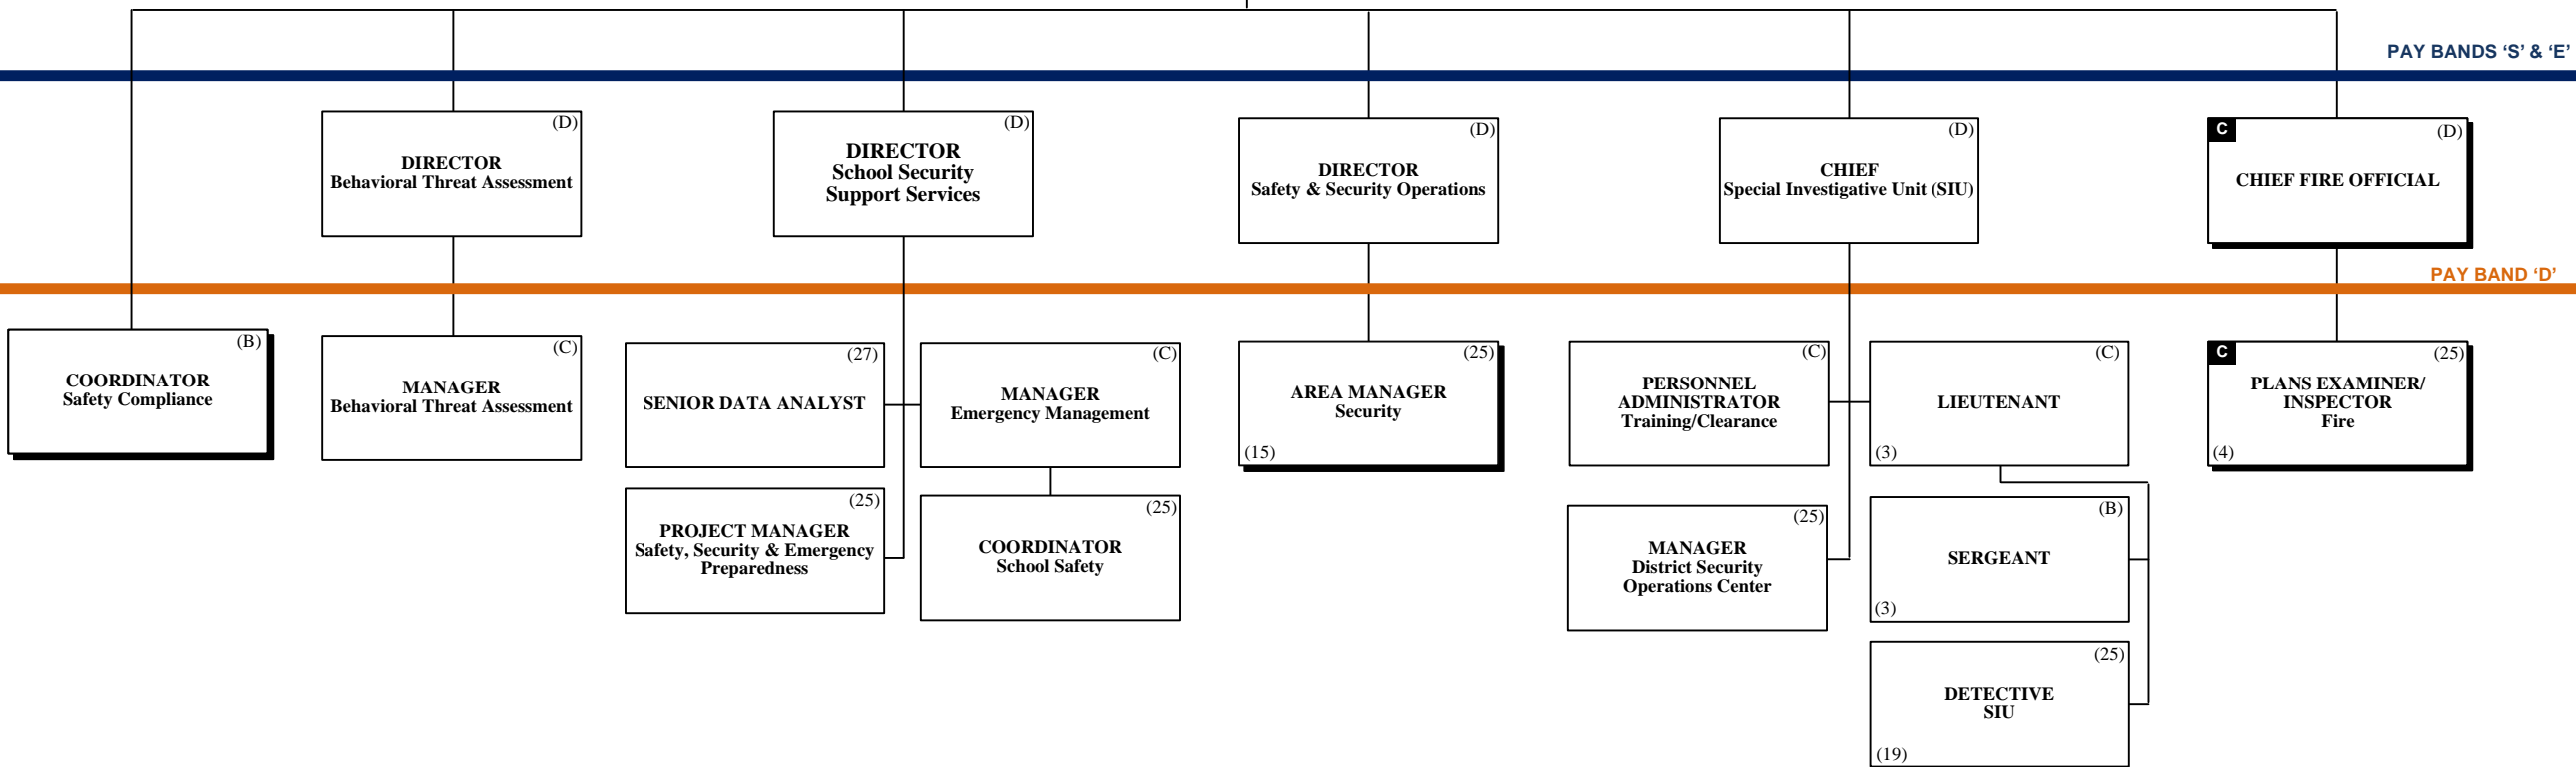 PAY BANDS ‘S’ & ‘E’
(D)
DIRECTOR
Behavioral Threat Assessment
(D)
DIRECTOR
School Security
Support Services
(D)
DIRECTOR
Safety & Security Operations
(D)
CHIEF
Special Investigative Unit (SIU)
C
(D)
CHIEF FIRE OFFICIAL
PAY BAND ‘D’
(B)
COORDINATOR
Safety Compliance
(C)
MANAGER
Behavioral Threat Assessment
(27)
SENIOR DATA ANALYST
(C)
MANAGER
Emergency Management
(25)
AREA MANAGER
Security
(15)
(C)
PERSONNEL
ADMINISTRATOR
Training/Clearance
(C)
LIEUTENANT
(3)
C
(25)
PLANS EXAMINER/
INSPECTOR
Fire
(4)
(25)
PROJECT MANAGER
Safety, Security & Emergency
Preparedness
(25)
COORDINATOR
School Safety
(25)
MANAGER
District Security
Operations Center
(B)
SERGEANT
(3)
(25)
DETECTIVE
SIU
(19)